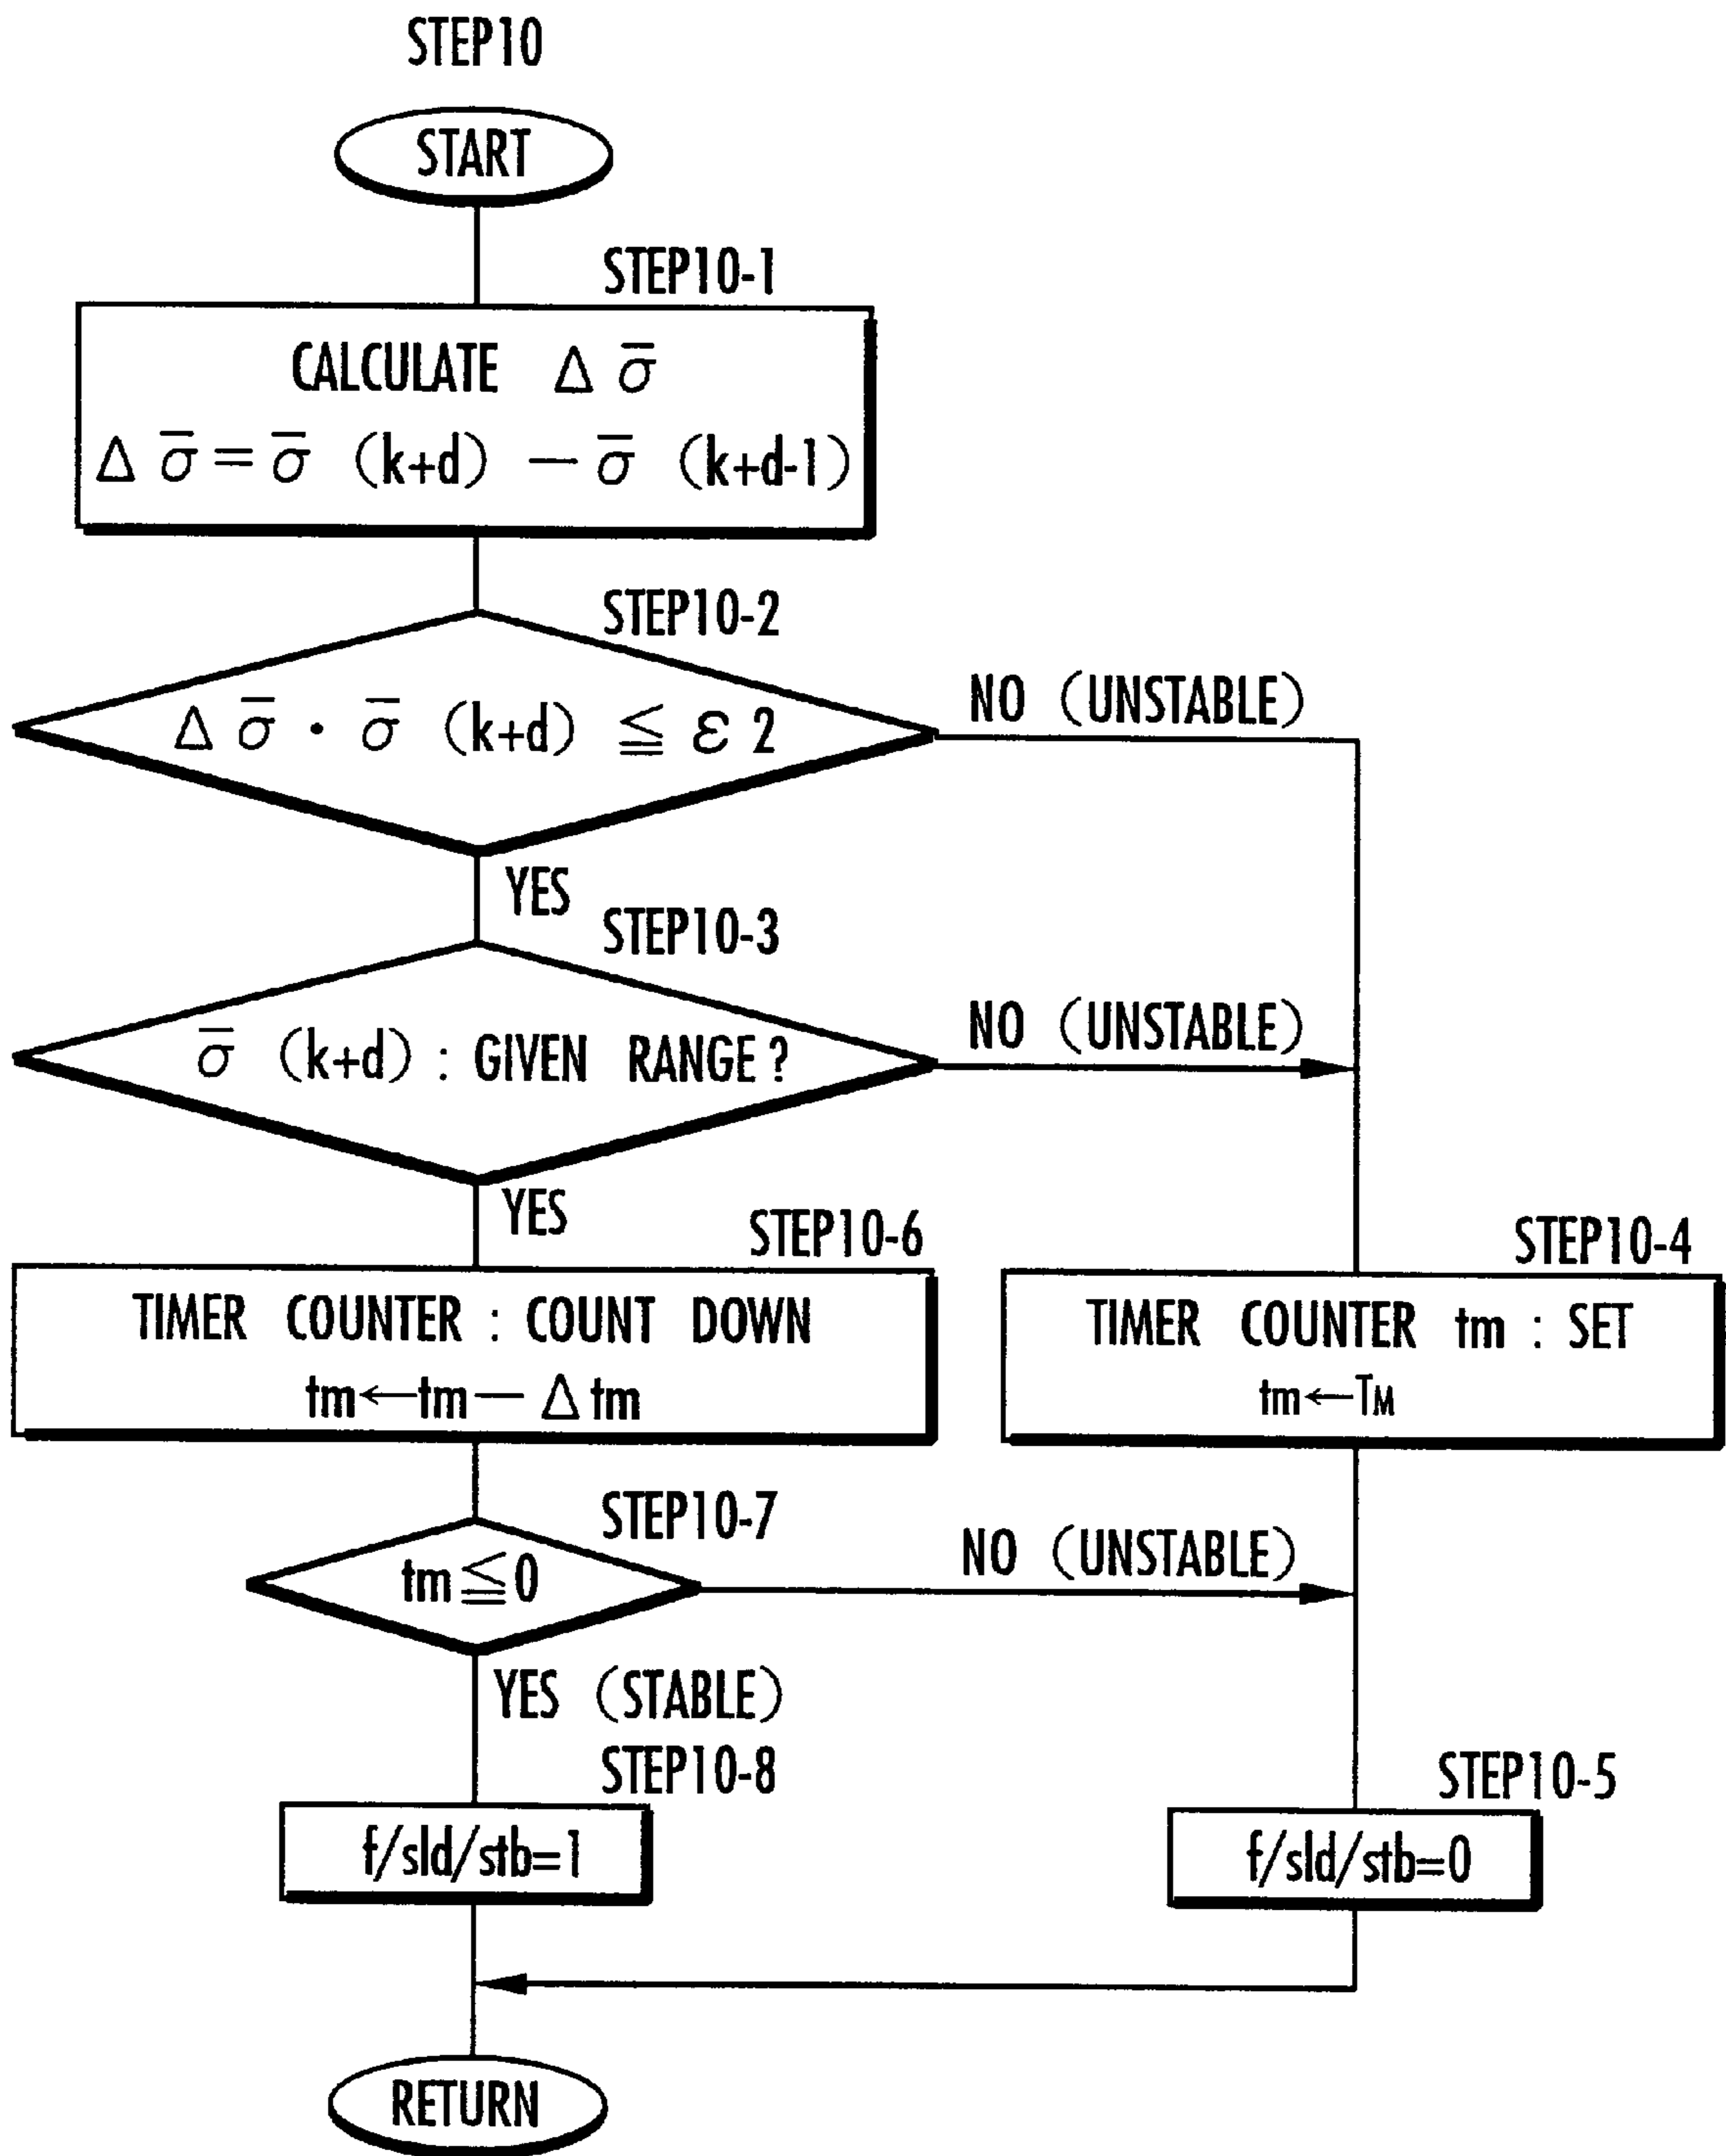 STEP10
START
STEP10-1
CALCULATE Δ σ̅
Δ σ̅ = σ̅ (k+d) − σ̅ (k+d-1)
STEP10-2
Δ σ̅ · σ̅ (k+d) ≦ ε 2
NO (UNSTABLE)
YES
STEP10-3
σ̅ (k+d) : GIVEN RANGE ?
NO (UNSTABLE)
YES
STEP10-6
TIMER COUNTER : COUNT DOWN
tm←tm− Δ tm
STEP10-4
TIMER COUNTER tm : SET
tm←TM
STEP10-7
tm≦0
NO (UNSTABLE)
YES (STABLE)
STEP10-8
f/sld/stb=1
STEP10-5
f/sld/stb=0
RETURN